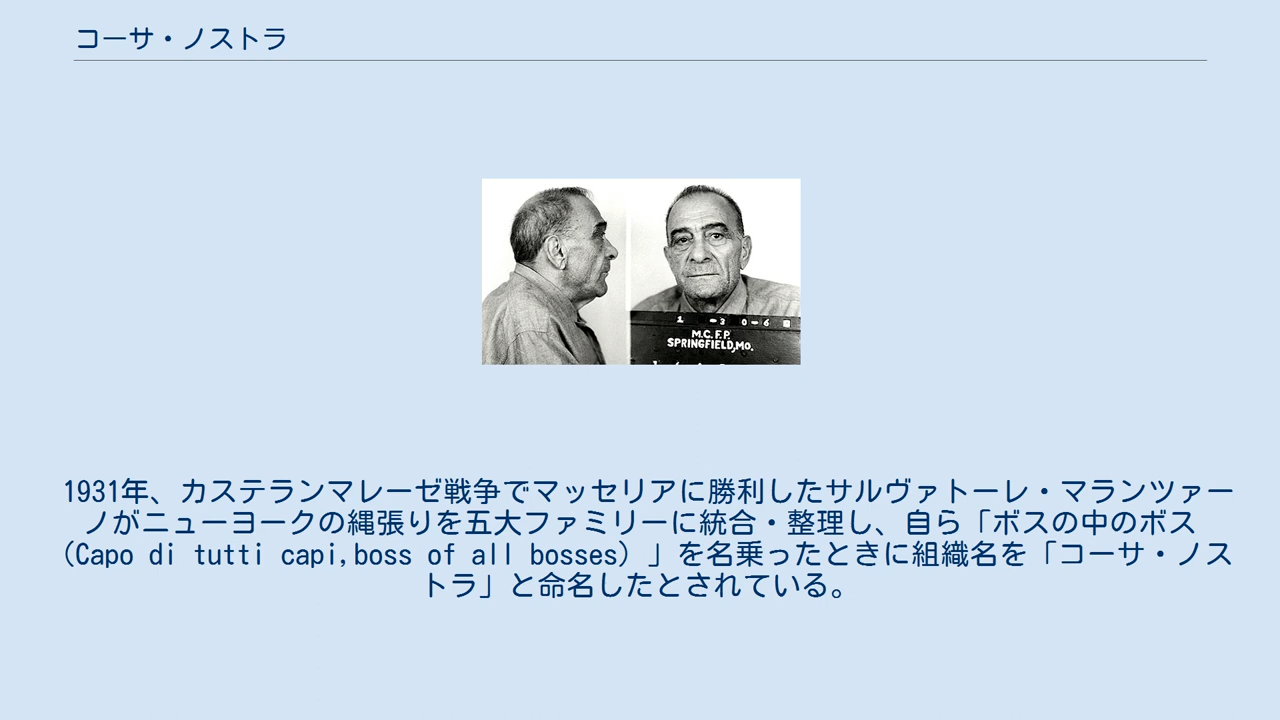 コーサ・ノストラ
1 -3 0-6
M.C.F.P.
SPRINGFIELD,MO.
1931年、カステランマレーゼ戦争でマッセリアに勝利したサルヴァトーレ・マランツァー
ノがニューヨークの縄張りを五大ファミリーに統合・整理し、自ら「ボスの中のボス
(Capo di tutti capi,boss of all bosses) 」を名乗ったときに組織名を「コーサ・ノス
トラ」と命名したとされている。